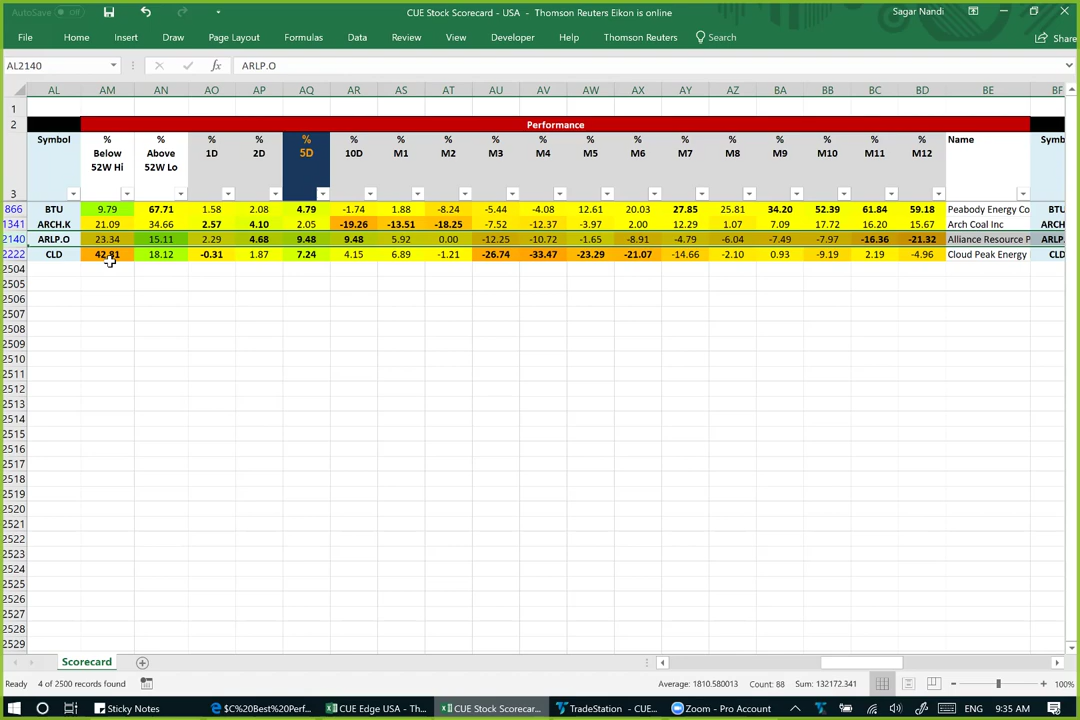 AutoSave Off
CUE Stock Scorecard - USA - Thomson Reuters Eikon is online
Sagar Nandi
File Home Insert Draw Page Layout Formulas Data Review View Developer Help Thomson Reuters Search Share
AL2140 fx ARLP.O
AL AM AN AO AP AQ AR AS AT AU AV AW AX AY AZ BA BB BC BD BE BF
1
2 Performance
3 Symbol % Below 52W Hi % Above 52W Lo % 1D % 2D % 5D % 10D % M1 % M2 % M3 % M4 % M5 % M6 % M7 % M8 % M9 % M10 % M11 % M12 Name Symb
866 BTU 9.79 67.71 1.58 2.08 4.79 -1.74 1.88 -8.24 -5.44 -4.08 12.61 20.03 27.85 25.81 34.20 52.39 61.84 59.18 Peabody Energy Co BTU
1341 ARCH.K 21.09 34.66 2.57 4.10 2.05 -19.26 -13.51 -18.25 -7.52 -12.37 -3.97 2.00 12.29 1.07 7.09 17.72 16.20 15.67 Arch Coal Inc ARCH
2140 ARLP.O 23.34 15.11 2.29 4.68 9.48 9.48 5.92 0.00 -12.25 -10.72 -1.65 -8.91 -4.79 -6.04 -7.49 -7.97 -16.36 -21.32 Alliance Resource P ARLP.
2222 CLD 18.12 -0.31 1.87 7.24 4.15 6.89 -1.21 -26.74 -33.47 -23.29 -21.07 -14.66 -2.10 0.93 -9.19 2.19 -4.96 Cloud Peak Energy CLD
2504
2505
2506
2507
2508
2509
2510
2511
2512
2513
2514
2515
2516
2517
2518
2519
2520
2521
2522
2523
2524
2525
2526
2527
2528
2529
Scorecard
Ready 4 of 2500 records found Average: 1810.580013 Count: 88 Sum: 132172.341 100%
Sticky Notes $C%20Best%20Perf... CUE Edge USA - Th... CUE Stock Scorecar... TradeStation - CUE... Zoom - Pro Account ENG 9:35 AM